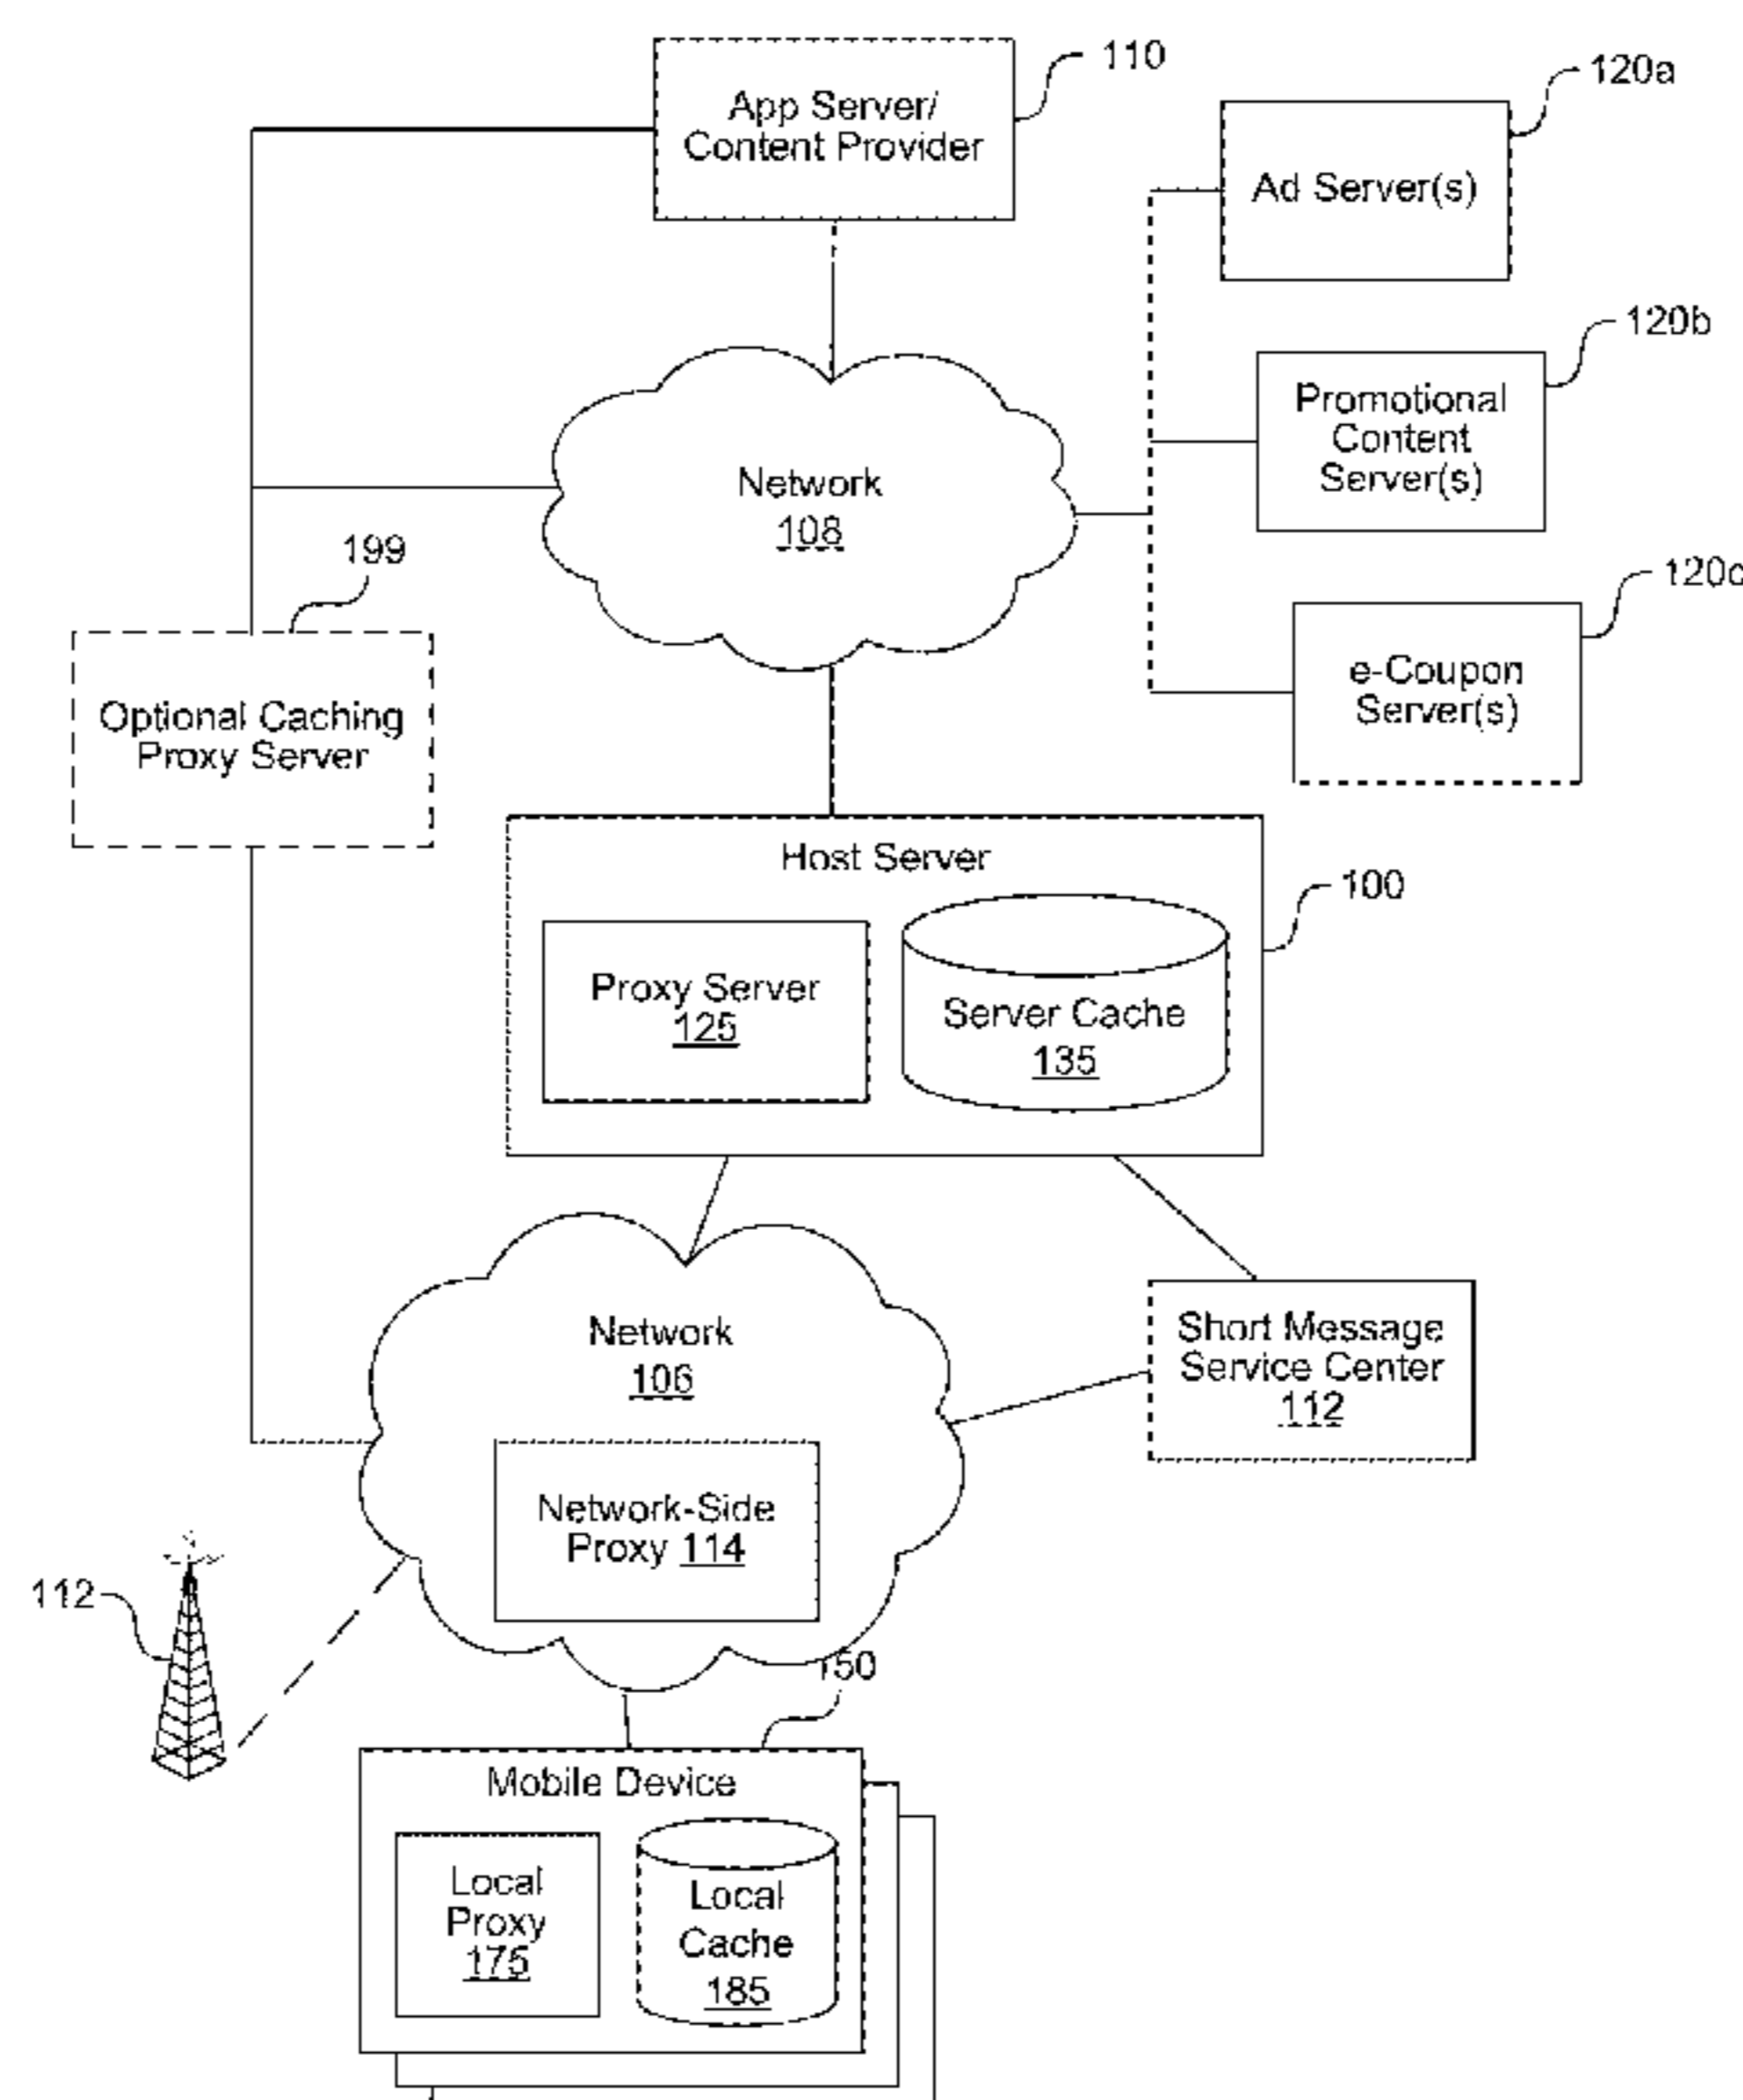 110
App Server/
Content Provider
120a
Ad Server(s)
120b
Promotional
Content
Server(s)
Network
108
199
120c
e-Coupon
Server(s)
Optional Caching
Proxy Server
Host Server
100
Proxy Server
125
Server Cache
135
Network
106
Short Message
Service Center
112
Network-Side
Proxy 114
112
150
Mobile Device
Local
Proxy
175
Local
Cache
185